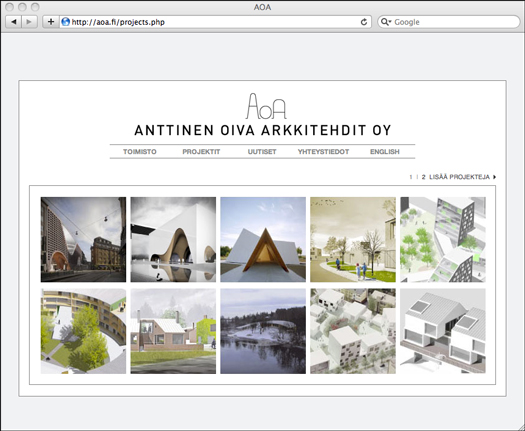 AOA
http://aoa.fi/projects.php
Google
AOA
ANTTINEN OIVA ARKKITEHDIT OY
TOIMISTO PROJEKTIT UUTISET YHTEYSTIEDOT ENGLISH
1 | 2 LISÄÄ PROJEKTEJA